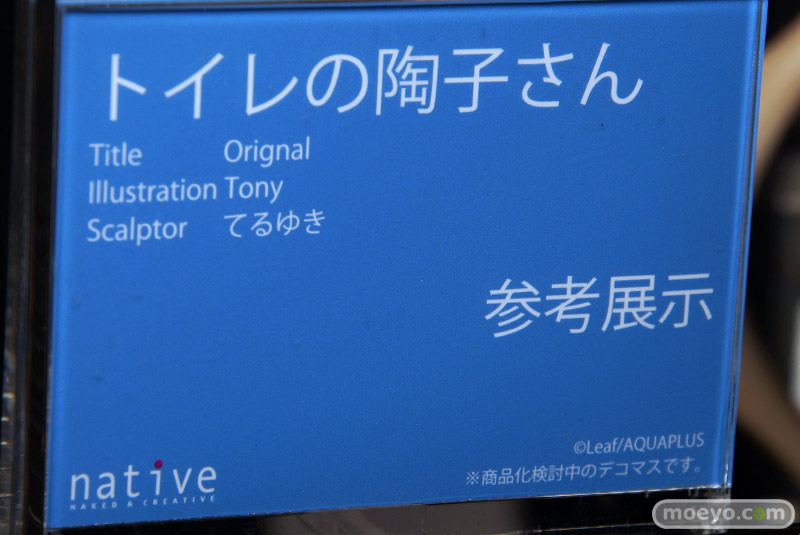 トイレの陶子さん
Title Orignal
Illustration Tony
Scalptor てるゆき
参考展示
©Leaf/AQUAPLUS
※商品化検討中のデコマスです。
native
NAKED & CREATIVE
moeyo.com